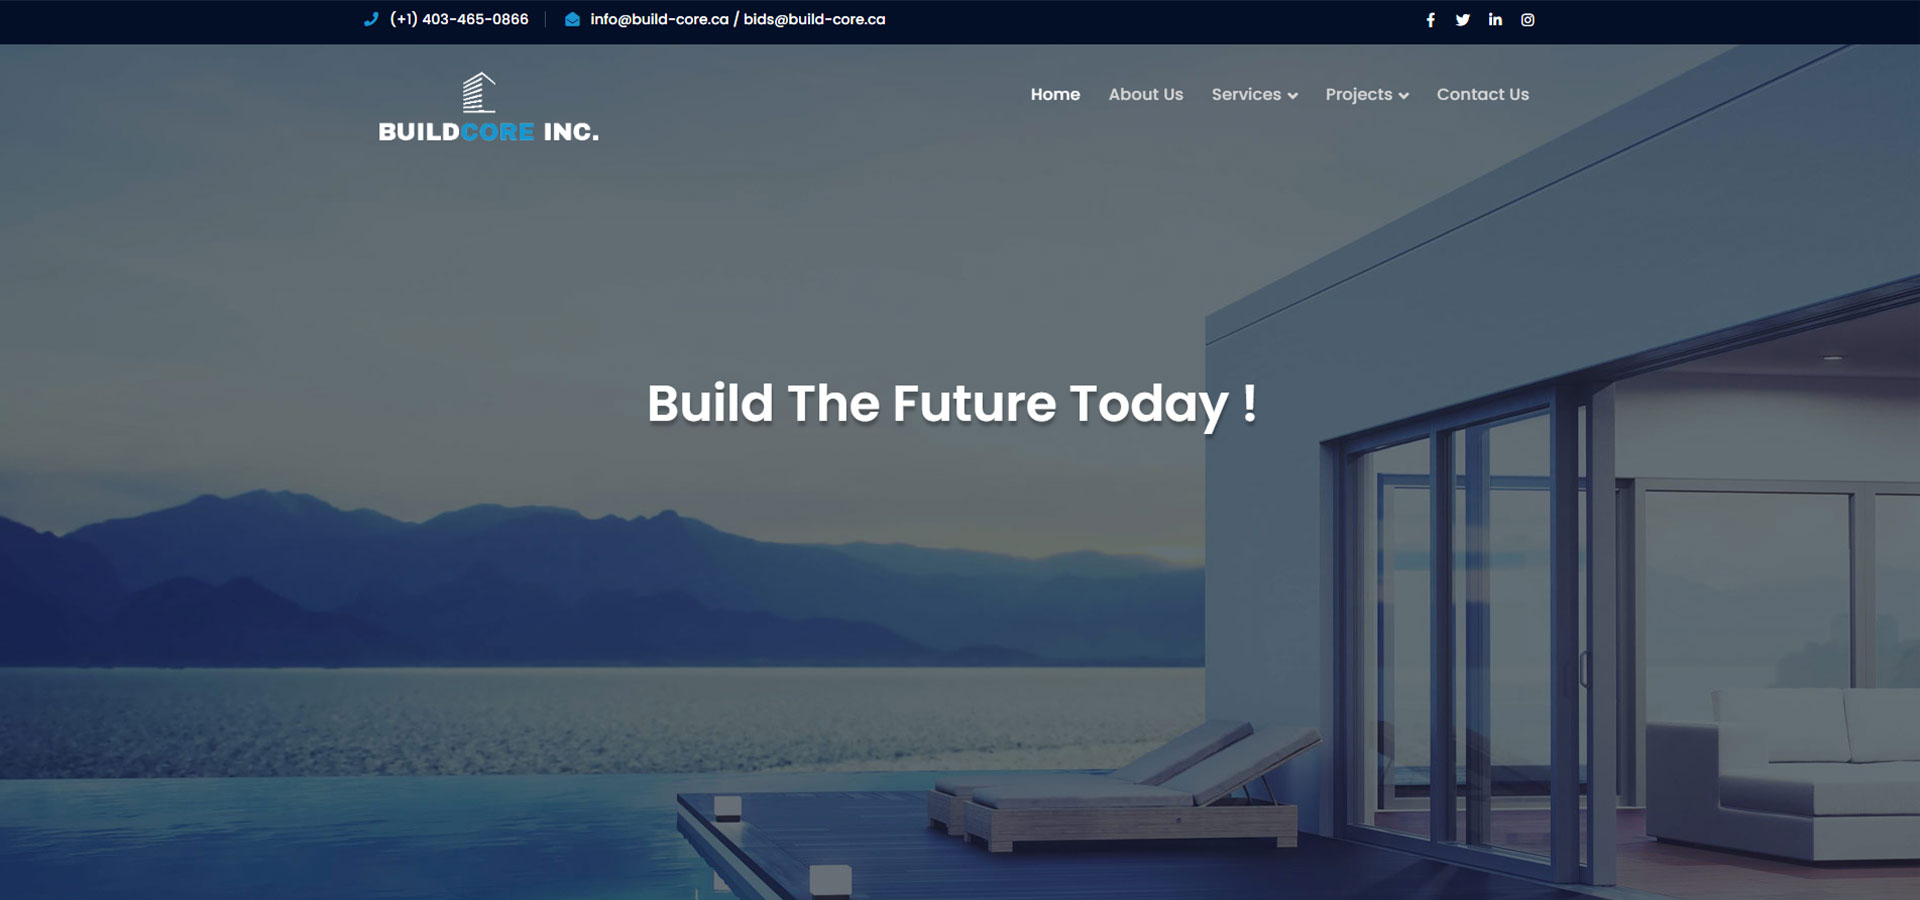 (+1) 403-465-0866
info@build-core.ca / bids@build-core.ca
BUILDCORE INC.
Home
About Us
Services
Projects
Contact Us
Build The Future Today !